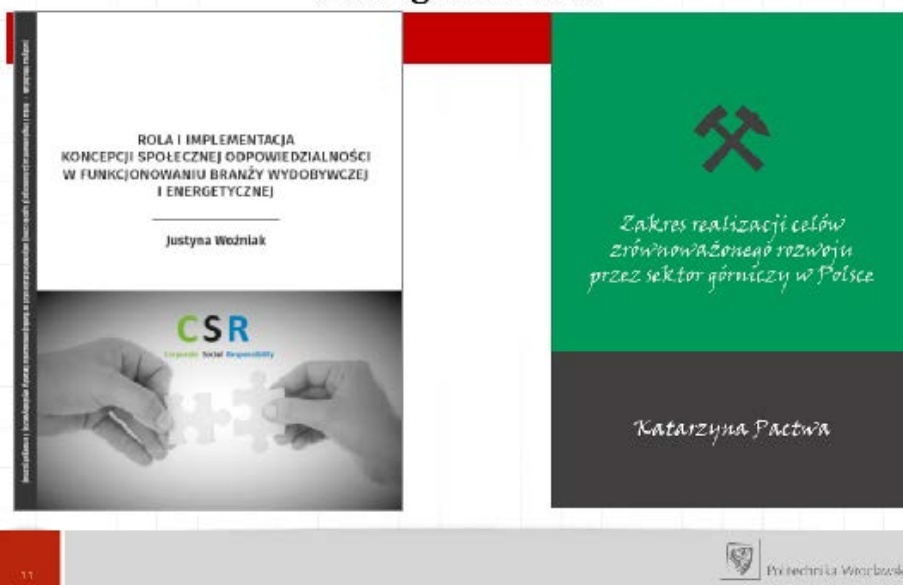 ROLA I IMPLEMENTACJA
KONCEPCJI SPOŁECZNEJ ODPOWIEDZIALNOŚCI
W FUNKCJONOWANIU BRANŻY WYDOBYWCZEJ
I ENERGETYCZNEJ
Justyna Woźniak
CSR
Corporate Social Responsibility
Zakres realizacji celów
zrównoważonego rozwoju
przez sektor górniczy w Polsce
Katarzyna Pactwa
11
Politechnika Wrocławsk